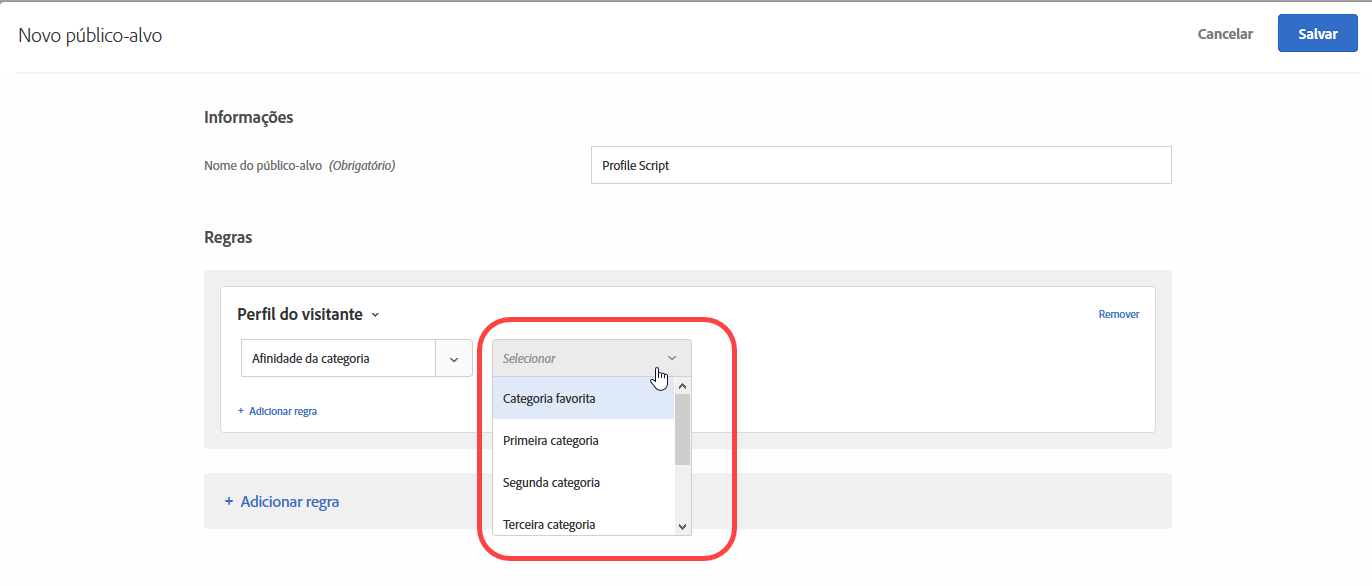 Novo público-alvo
Cancelar
Salvar
Informações
Nome do público-alvo (Obrigatório)
Profile Script
Regras
Perfil do visitante
Remover
Afinidade da categoria
Selecionar
Categoria favorita
Primeira categoria
Segunda categoria
Terceira categoria
+ Adicionar regra
+ Adicionar regra